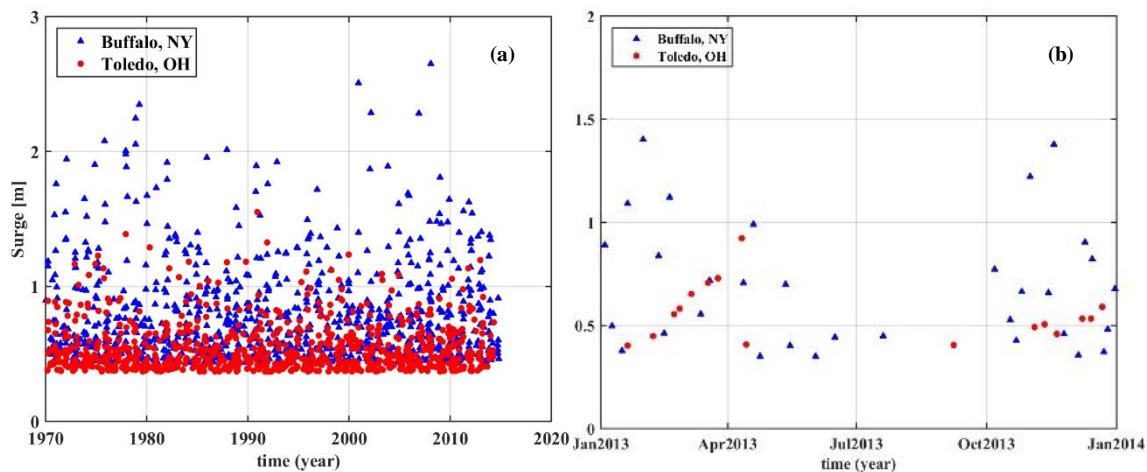 3
Buffalo, NY
Toledo, OH
(a)
2
Surge [m]
1
0
1970 1980 1990 2000 2010 2020
time (year)
2
Buffalo, NY
Toledo, OH
(b)
1.5
1
0.5
0
Jan2013 Apr2013 Jul2013 Oct2013 Jan2014
time (year)